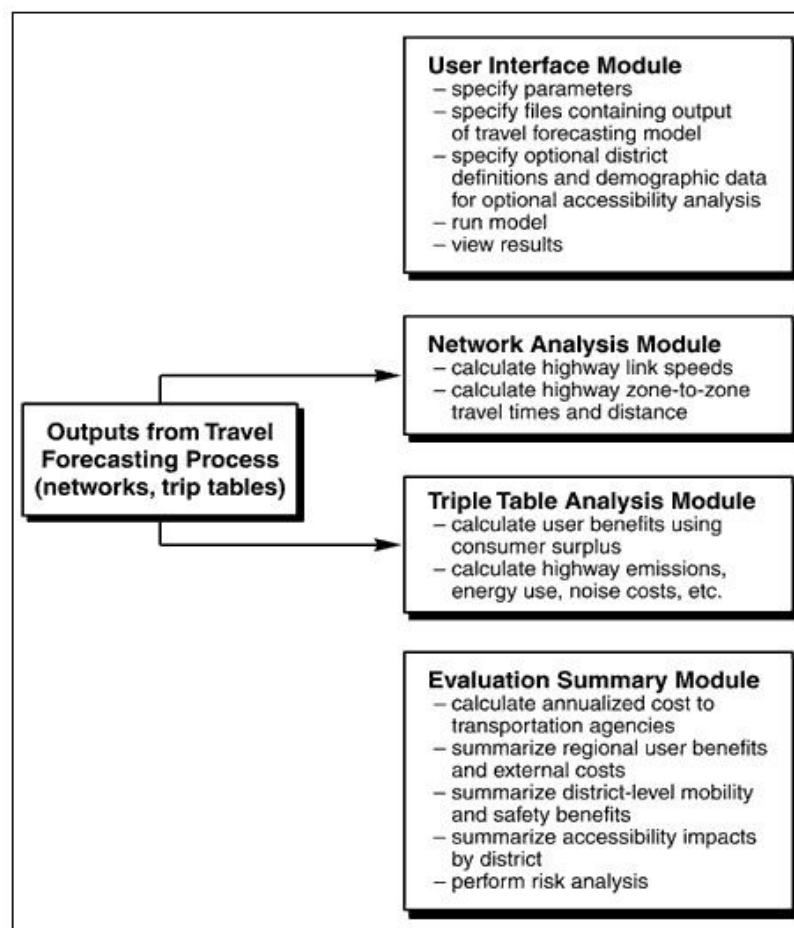 User Interface Module
– specify parameters
– specify files containing output
of travel forecasting model
– specify optional district
definitions and demographic data
for optional accessibility analysis
– run model
– view results
Network Analysis Module
– calculate highway link speeds
– calculate highway zone-to-zone
travel times and distance
Outputs from Travel
Forecasting Process
(networks, trip tables)
Triple Table Analysis Module
– calculate user benefits using
consumer surplus
– calculate highway emissions,
energy use, noise costs, etc.
Evaluation Summary Module
– calculate annualized cost to
transportation agencies
– summarize regional user benefits
and external costs
– summarize district-level mobility
and safety benefits
– summarize accessibility impacts
by district
– perform risk analysis